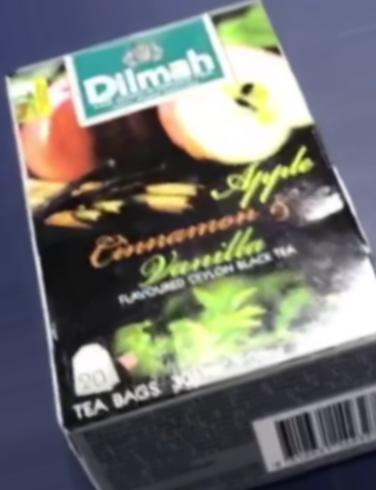 Dilmah
Apple
Cinnamon &
Vanilla
FLAVOURED CEYLON BLACK TEA
20
TEA BAGS